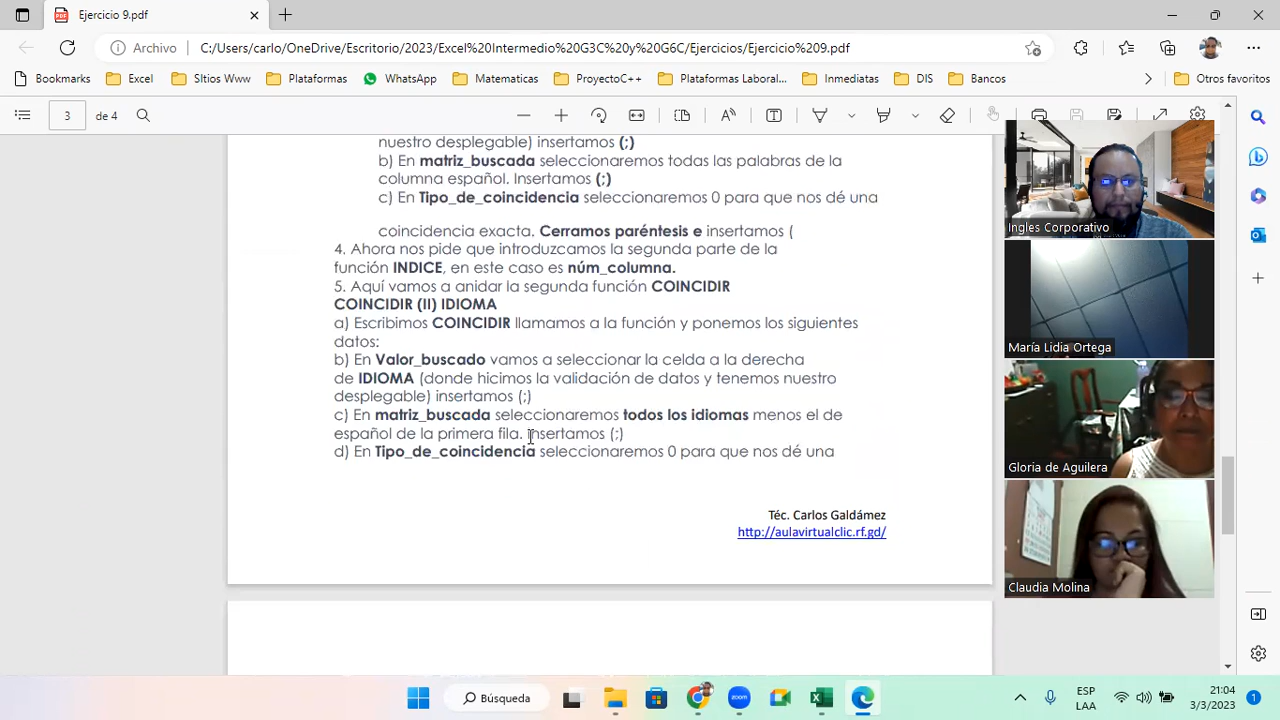 Ejercicio 9.pdf
Archivo
C:/Users/carlo/OneDrive/Escritorio/2023/Excel%20Intermedio%20G3C%20y%20G6C/Ejercicios/Ejercicio%209.pdf
Bookmarks
Excel
SItios Www
Plataformas
WhatsApp
Matematicas
ProyectoC++
Plataformas Laboral...
Inmediatas
DIS
Bancos
Otros favoritos
3
de 4
nuestro desplegable) insertamos (;)
b) En matriz_buscada seleccionaremos todas las palabras de la
columna español. Insertamos (;)
c) En Tipo_de_coincidencia seleccionaremos 0 para que nos dé una
coincidencia exacta. Cerramos paréntesis e insertamos (
4. Ahora nos pide que introduzcamos la segunda parte de la
función INDICE, en este caso es núm_columna.
5. Aquí vamos a anidar la segunda función COINCIDIR
COINCIDIR (II) IDIOMA
a) Escribimos COINCIDIR llamamos a la función y ponemos los siguientes
datos:
b) En Valor_buscado vamos a seleccionar la celda a la derecha
de IDIOMA (donde hicimos la validación de datos y tenemos nuestro
desplegable) insertamos (;)
c) En matriz_buscada seleccionaremos todos los idiomas menos el de
español de la primera fila. Insertamos (;)
d) En Tipo_de_coincidencia seleccionaremos 0 para que nos dé una
Téc. Carlos Galdámez
http://aulavirtualclic.rf.gd/
Ingles Corporativo
María Lidia Ortega
Gloria de Aguilera
Claudia Molina
Búsqueda
zoom
ESP
LAA
21:04
3/3/2023
1